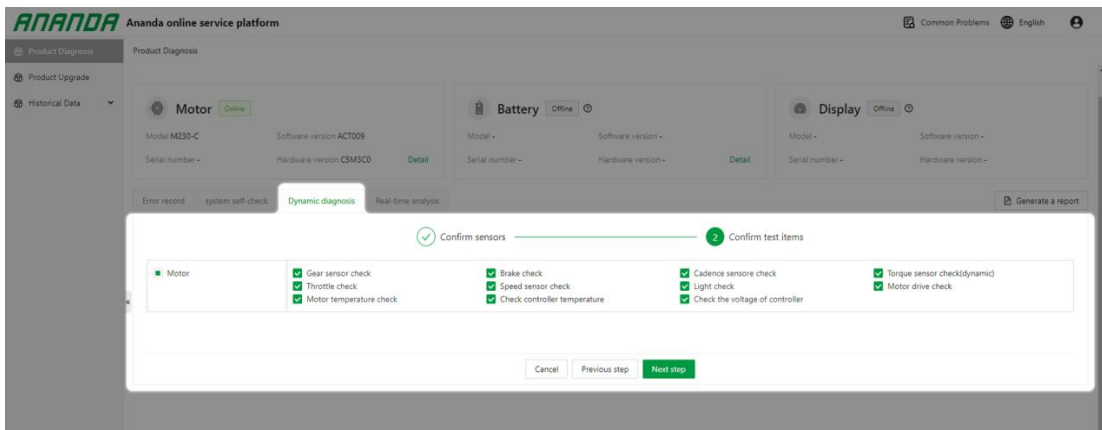 ANANDA Ananda online service platform
Common Problems English
Product Diagnosis
Product Diagnosis
Product Upgrade
Historical Data
Motor Online
Model M230-C Software version ACT009
Serial number - Hardware version C5M3C0 Detail
Battery Offline
Model - Software version -
Serial number - Hardware version - Detail
Display Offline
Model - Software version -
Serial number - Hardware version -
Error record system self-check Dynamic diagnosis Real-time analysis Generate a report
Confirm sensors 2 Confirm test items
Motor Gear sensor check Brake check Cadence sensore check Torque sensor check(dynamic)
Throttle check Speed sensor check Light check Motor drive check
Motor temperature check Check controller temperature Check the voltage of controller
Cancel Previous step Next step